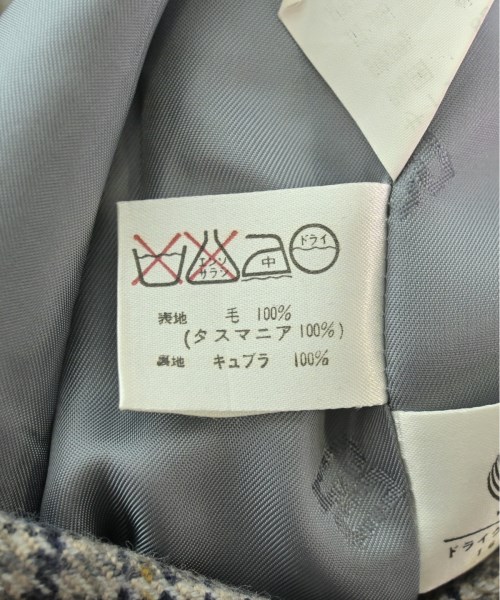 エンソ
サラシ
中
ドライ
表地 毛 100%
(タスマニア 100%)
裏地 キュプラ 100%
ドライ